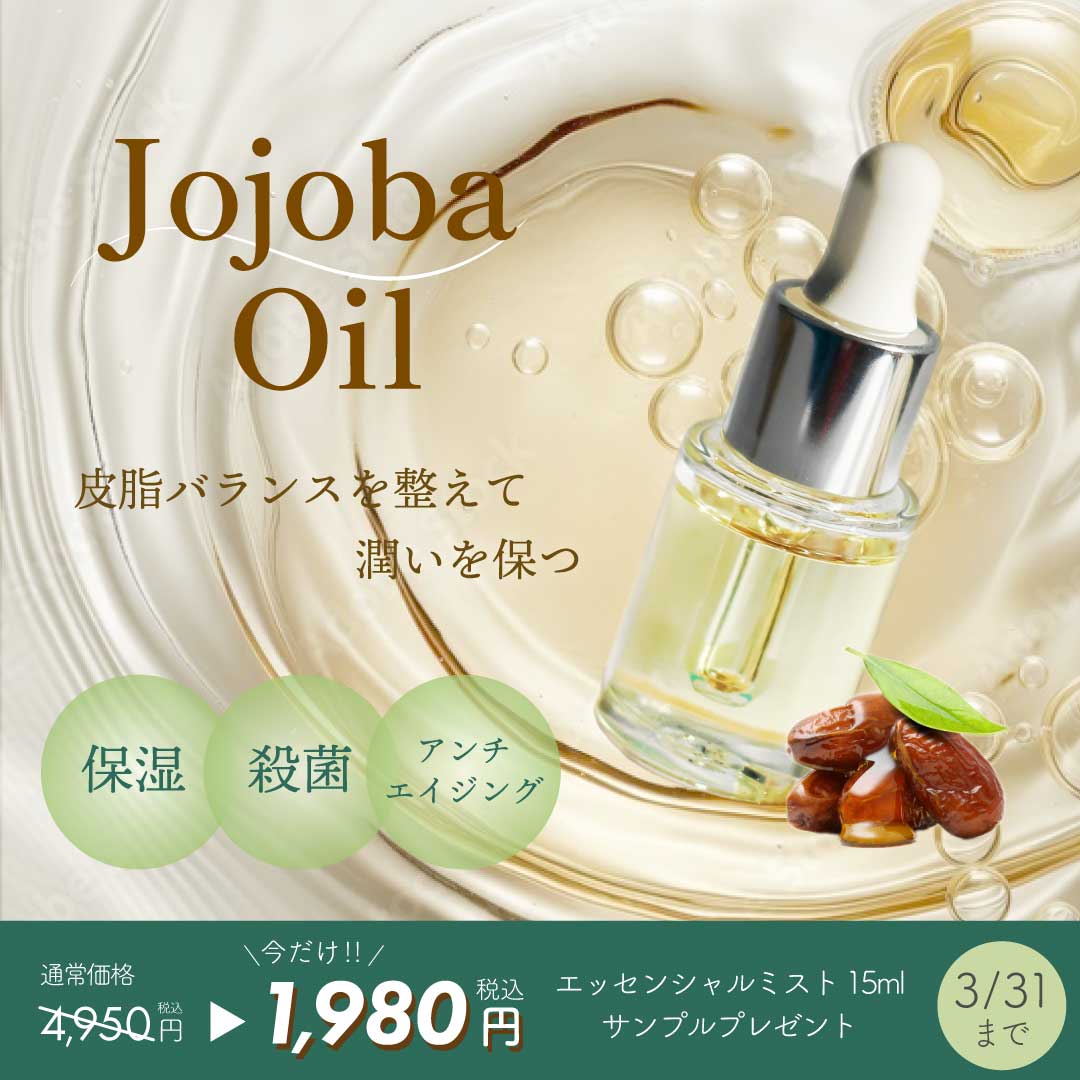 Jojoba
Oil
皮脂バランスを整えて
潤いを保つ
保湿
殺菌
アンチ
エイジング
通常価格
4,950円 税込
\今だけ!!/
▶1,980円 税込
エッセンシャルミスト 15ml
サンプルプレゼント
3/31
まで